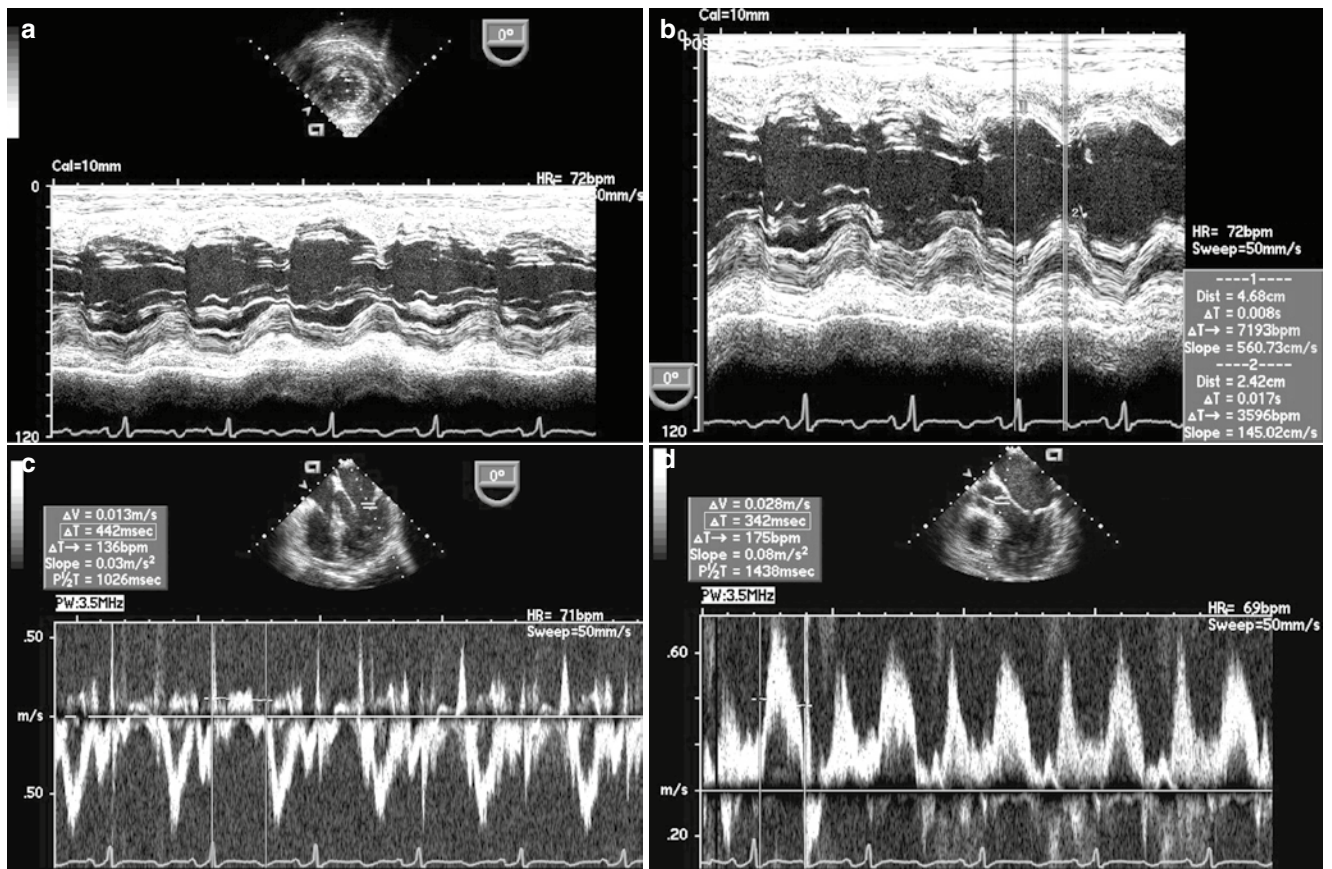 a
0°
Cal=10mm
0
HR= 72bpm
50mm/s
120
b
Cal=10mm
0
POS
HR= 72bpm
Sweep=50mm/s
----1----
Dist = 4.68cm
ΔT = 0.008s
ΔT→ = 7193bpm
Slope = 560.73cm/s
----2----
Dist = 2.42cm
ΔT = 0.017s
ΔT→ = 3596bpm
Slope = 145.02cm/s
0°
120
c
0°
ΔV = 0.013m/s
ΔT = 442msec
ΔT→ = 136bpm
Slope = 0.03m/s²
P½T = 1026msec
PW:3.5MHz
HR= 71bpm
Sweep=50mm/s
.50
m/s
.50
d
ΔV = 0.028m/s
ΔT = 342msec
ΔT→ = 175bpm
Slope = 0.08m/s²
P½T = 1438msec
PW:3.5MHz
HR= 69bpm
Sweep=50mm/s
.60
m/s
.20